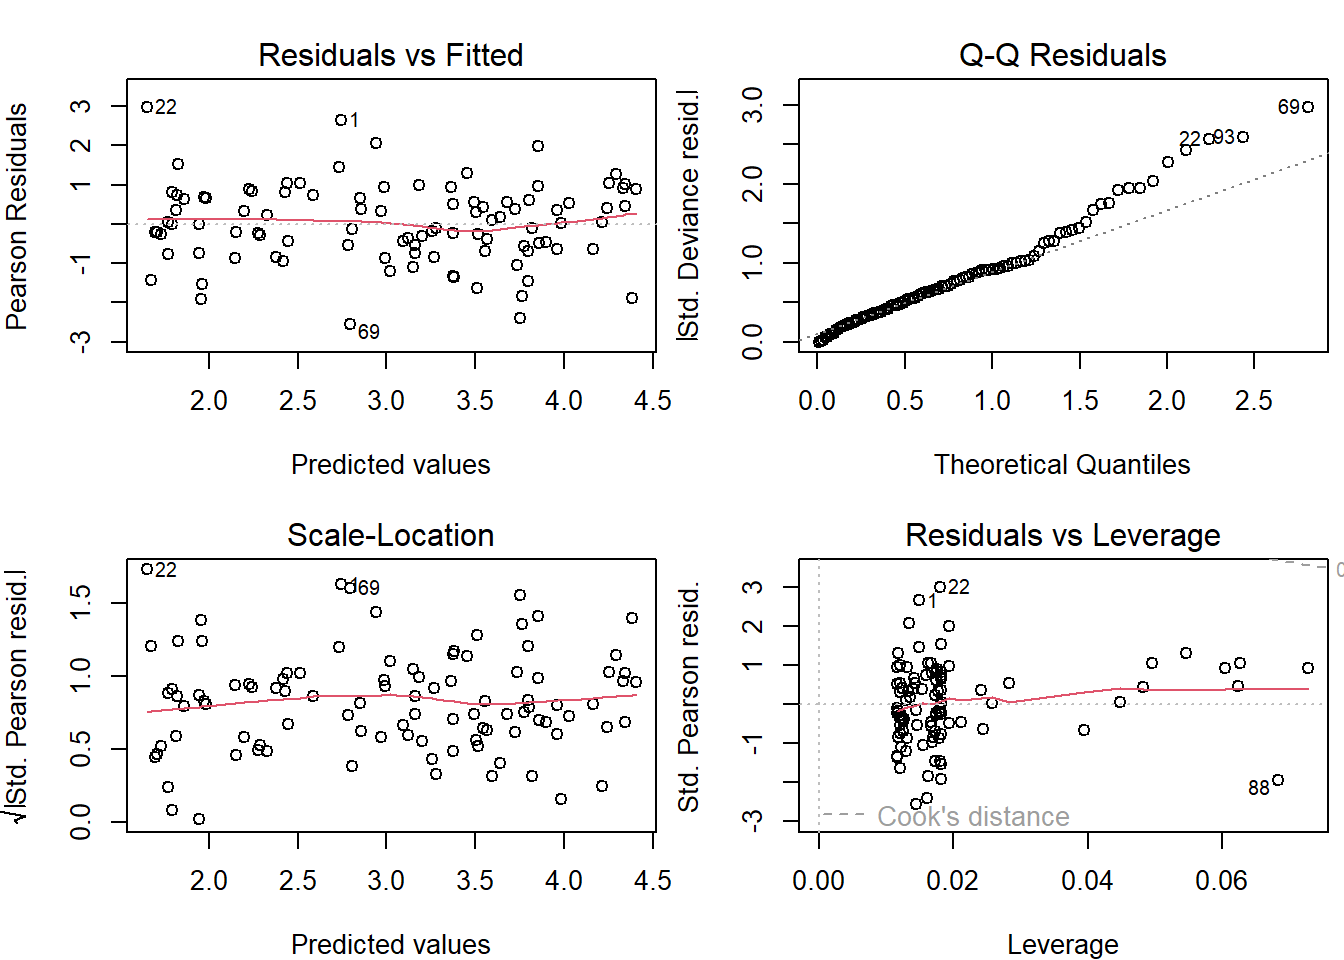 Residuals vs Fitted
Pearson Residuals
3
2
1
-1
-3
22
1
69
2.0 2.5 3.0 3.5 4.0 4.5
Predicted values
Q-Q Residuals
|Std. Deviance resid.|
3.0
2.0
1.0
0.0
69
22 93
0.0 0.5 1.0 1.5 2.0 2.5
Theoretical Quantiles
Scale-Location
√|Std. Pearson resid.|
1.5
1.0
0.5
0.0
22
1
69
2.0 2.5 3.0 3.5 4.0 4.5
Predicted values
Residuals vs Leverage
Std. Pearson resid.
3
2
1
-1
-3
22
1
88
Cook's distance
0.00 0.02 0.04 0.06
Leverage